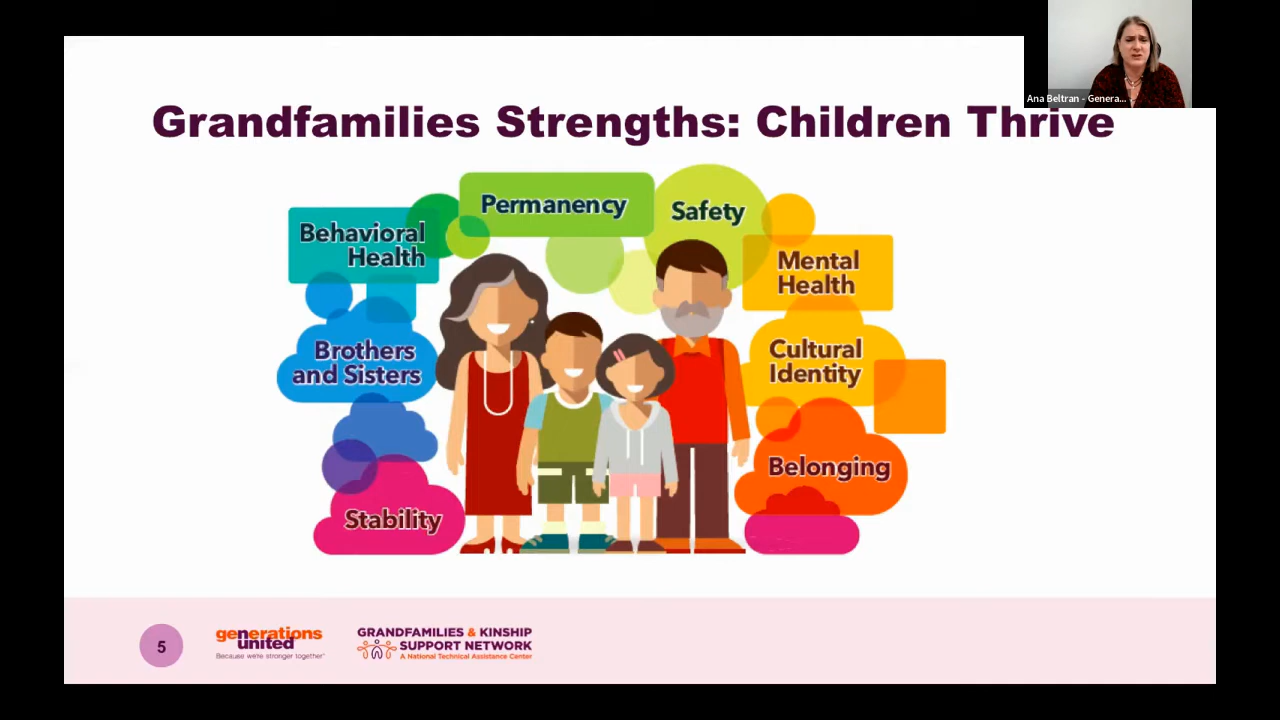 Ana Beltran - Genera...
Grandfamilies Strengths: Children Thrive
Permanency
Safety
Behavioral
Health
Mental
Health
Brothers
and Sisters
Cultural
Identity
Belonging
Stability
5
generations
united
Because we're stronger together®
GRANDFAMILIES & KINSHIP
SUPPORT NETWORK
A National Technical Assistance Center